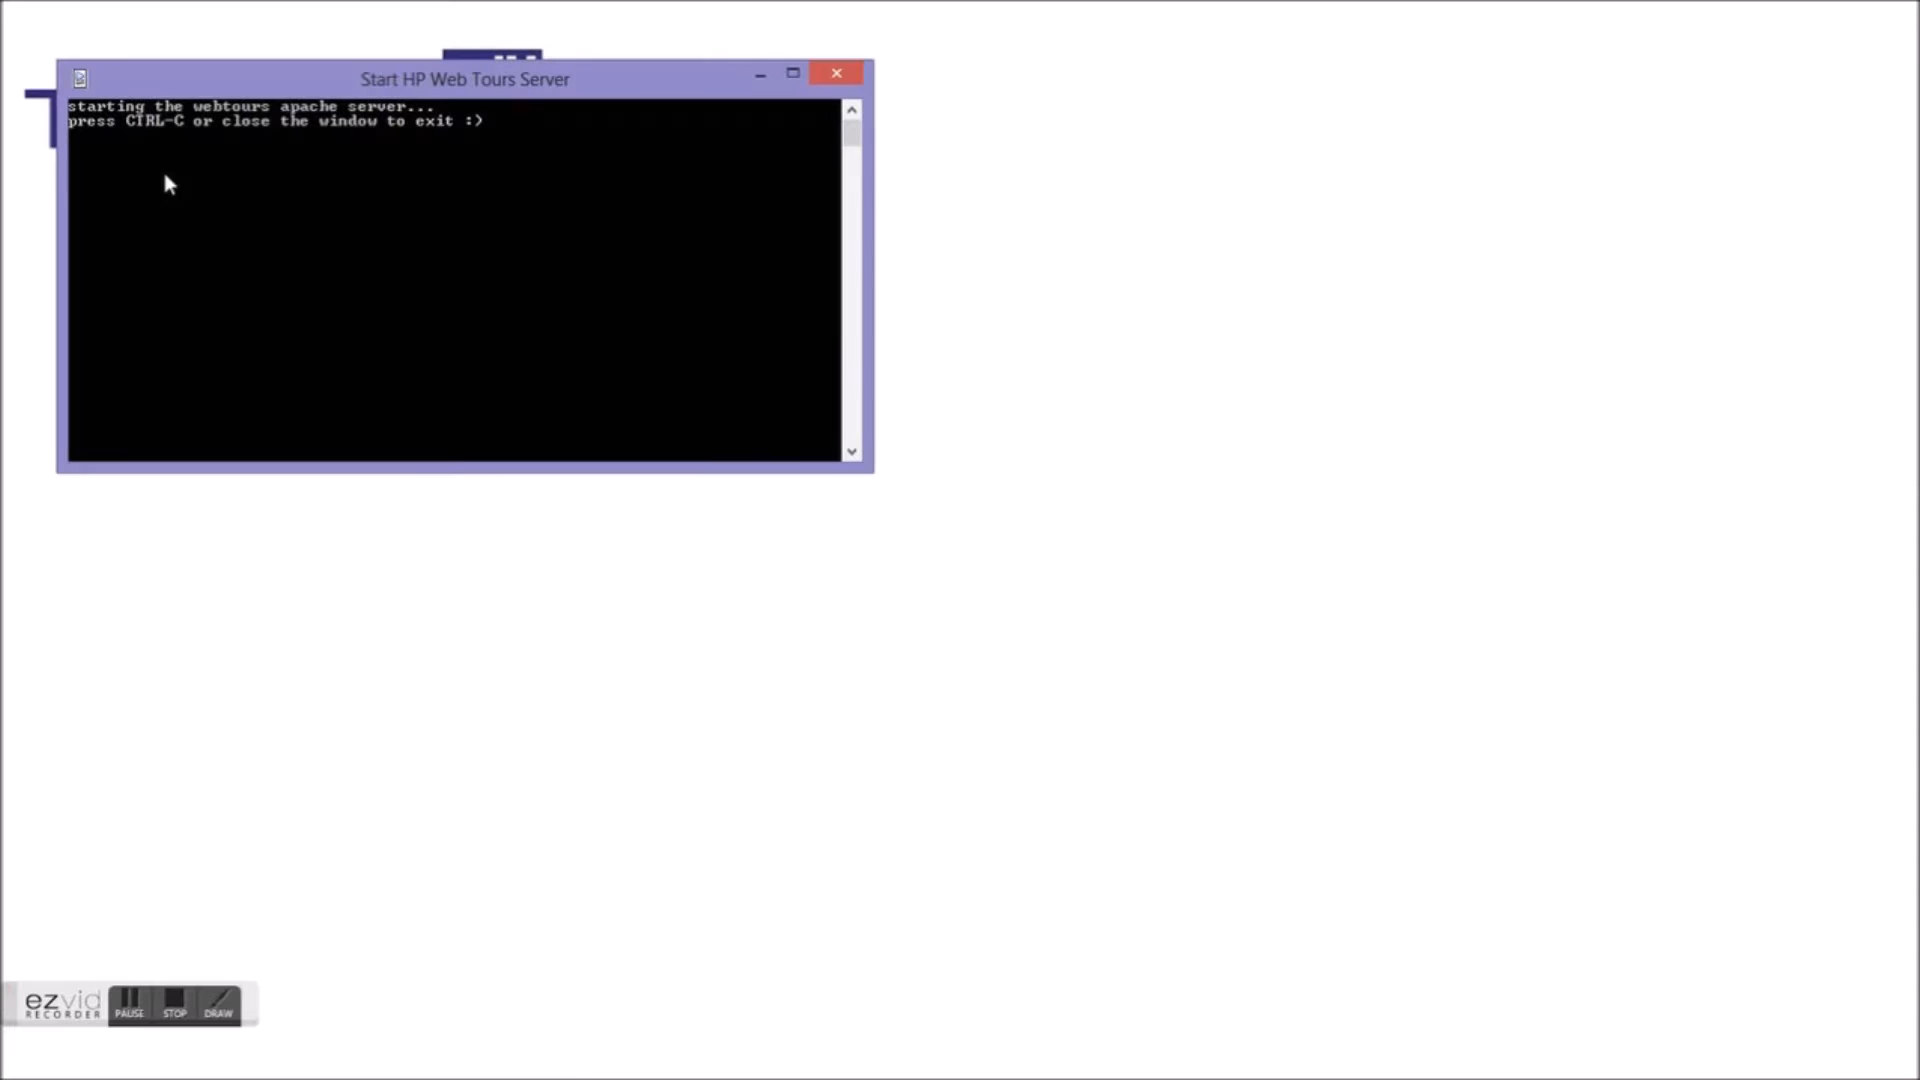 Start HP Web Tours Server
starting the webtours apache server...
press CTRL-C or close the window to exit :)
ezvid
RECORDER
PAUSE
STOP
DRAW